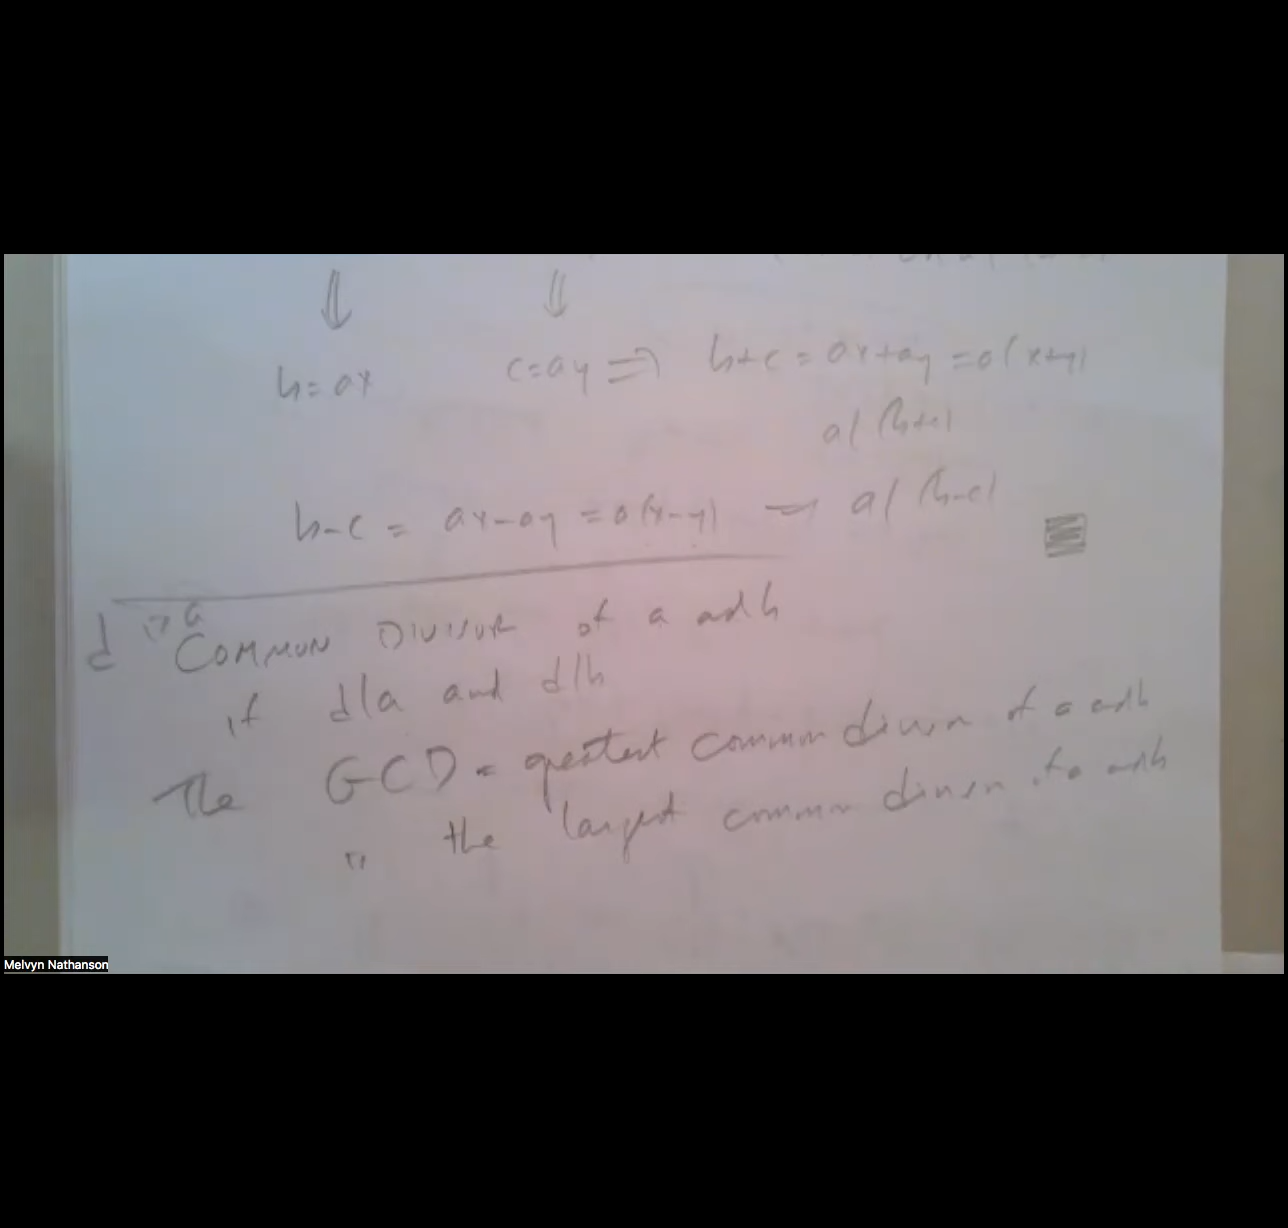 ⇓ ⇓
b = ax c = ay ⇒ b+c = ax+ay = a(x+y)
a | (b+c)
b-c = ax-ay = a(x-y) ⇒ a | (b-c)
d is a COMMON DIVISOR of a and b
if d|a and d|b
The GCD = greatest common divisor of a and b
is the largest common divisor of a and b
Melvyn Nathanson